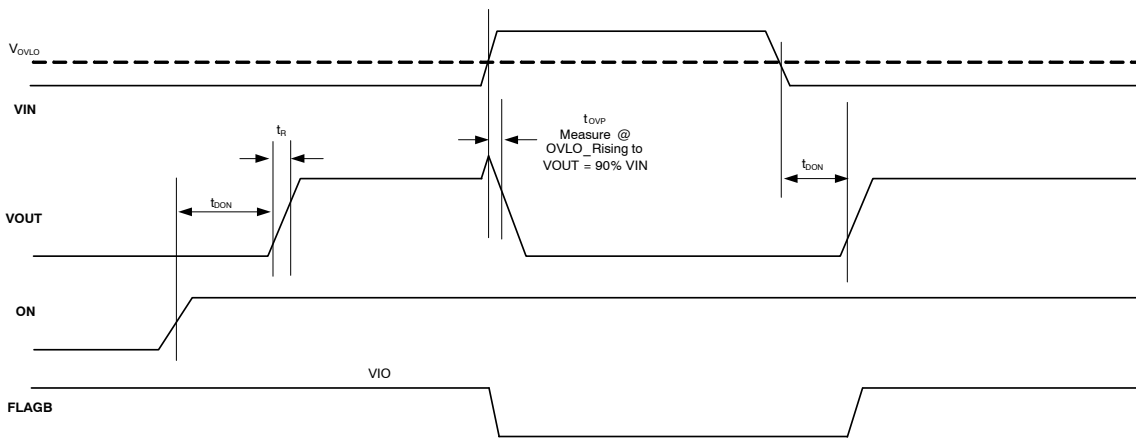 VOVLO
VIN
tR
tOVP
Measure @
OVLO_Rising to
VOUT = 90% VIN
tDON
tDON
VOUT
ON
VIO
FLAGB